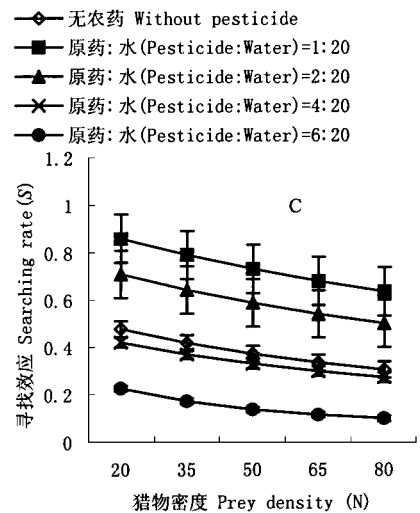 无农药 Without pesticide
原药: 水(Pesticide:Water)=1:20
原药: 水(Pesticide:Water)=2:20
原药: 水(Pesticide:Water)=4:20
原药: 水(Pesticide:Water)=6:20
1.2
C
1
0.8
0.6
0.4
0.2
0
寻找效应 Searching rate(S)
20 35 50 65 80
猎物密度 Prey density (N)